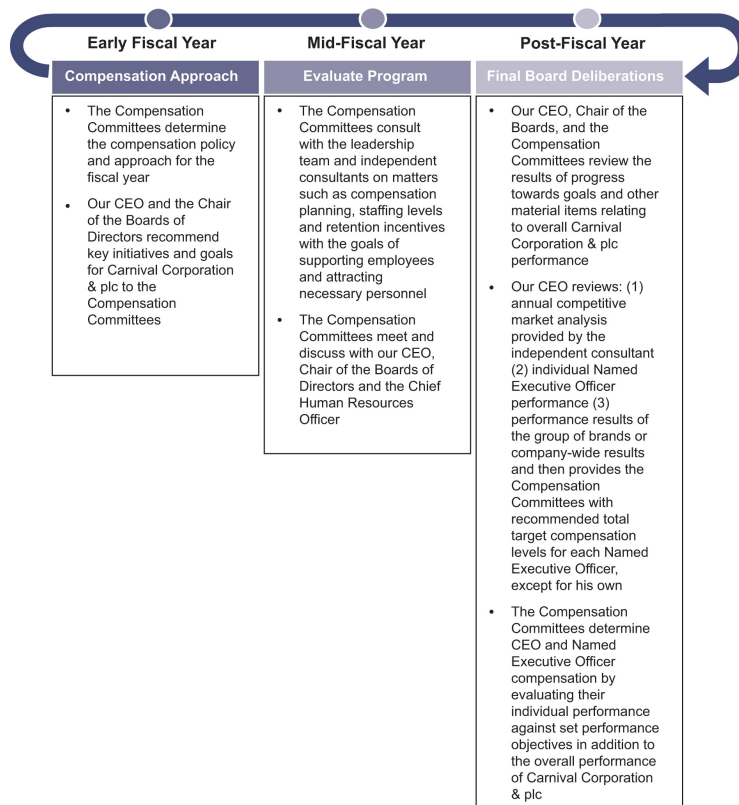 Early Fiscal Year
Mid-Fiscal Year
Post-Fiscal Year
Compensation Approach
Evaluate Program
Final Board Deliberations
• The Compensation
Committees determine
the compensation policy
and approach for the
fiscal year
• Our CEO and the Chair
of the Boards of
Directors recommend
key initiatives and goals
for Carnival Corporation
& plc to the
Compensation
Committees
• The Compensation
Committees consult
with the leadership
team and independent
consultants on matters
such as compensation
planning, staffing levels
and retention incentives
with the goals of
supporting employees
and attracting
necessary personnel
• The Compensation
Committees meet and
discuss with our CEO,
Chair of the Boards of
Directors and the Chief
Human Resources
Officer
• Our CEO, Chair of the
Boards, and the
Compensation
Committees review the
results of progress
towards goals and other
material items relating
to overall Carnival
Corporation & plc
performance
• Our CEO reviews: (1)
annual competitive
market analysis
provided by the
independent consultant
(2) individual Named
Executive Officer
performance (3)
performance results of
the group of brands or
company-wide results
and then provides the
Compensation
Committees with
recommended total
target compensation
levels for each Named
Executive Officer,
except for his own
• The Compensation
Committees determine
CEO and Named
Executive Officer
compensation by
evaluating their
individual performance
against set performance
objectives in addition to
the overall performance
of Carnival Corporation
& plc